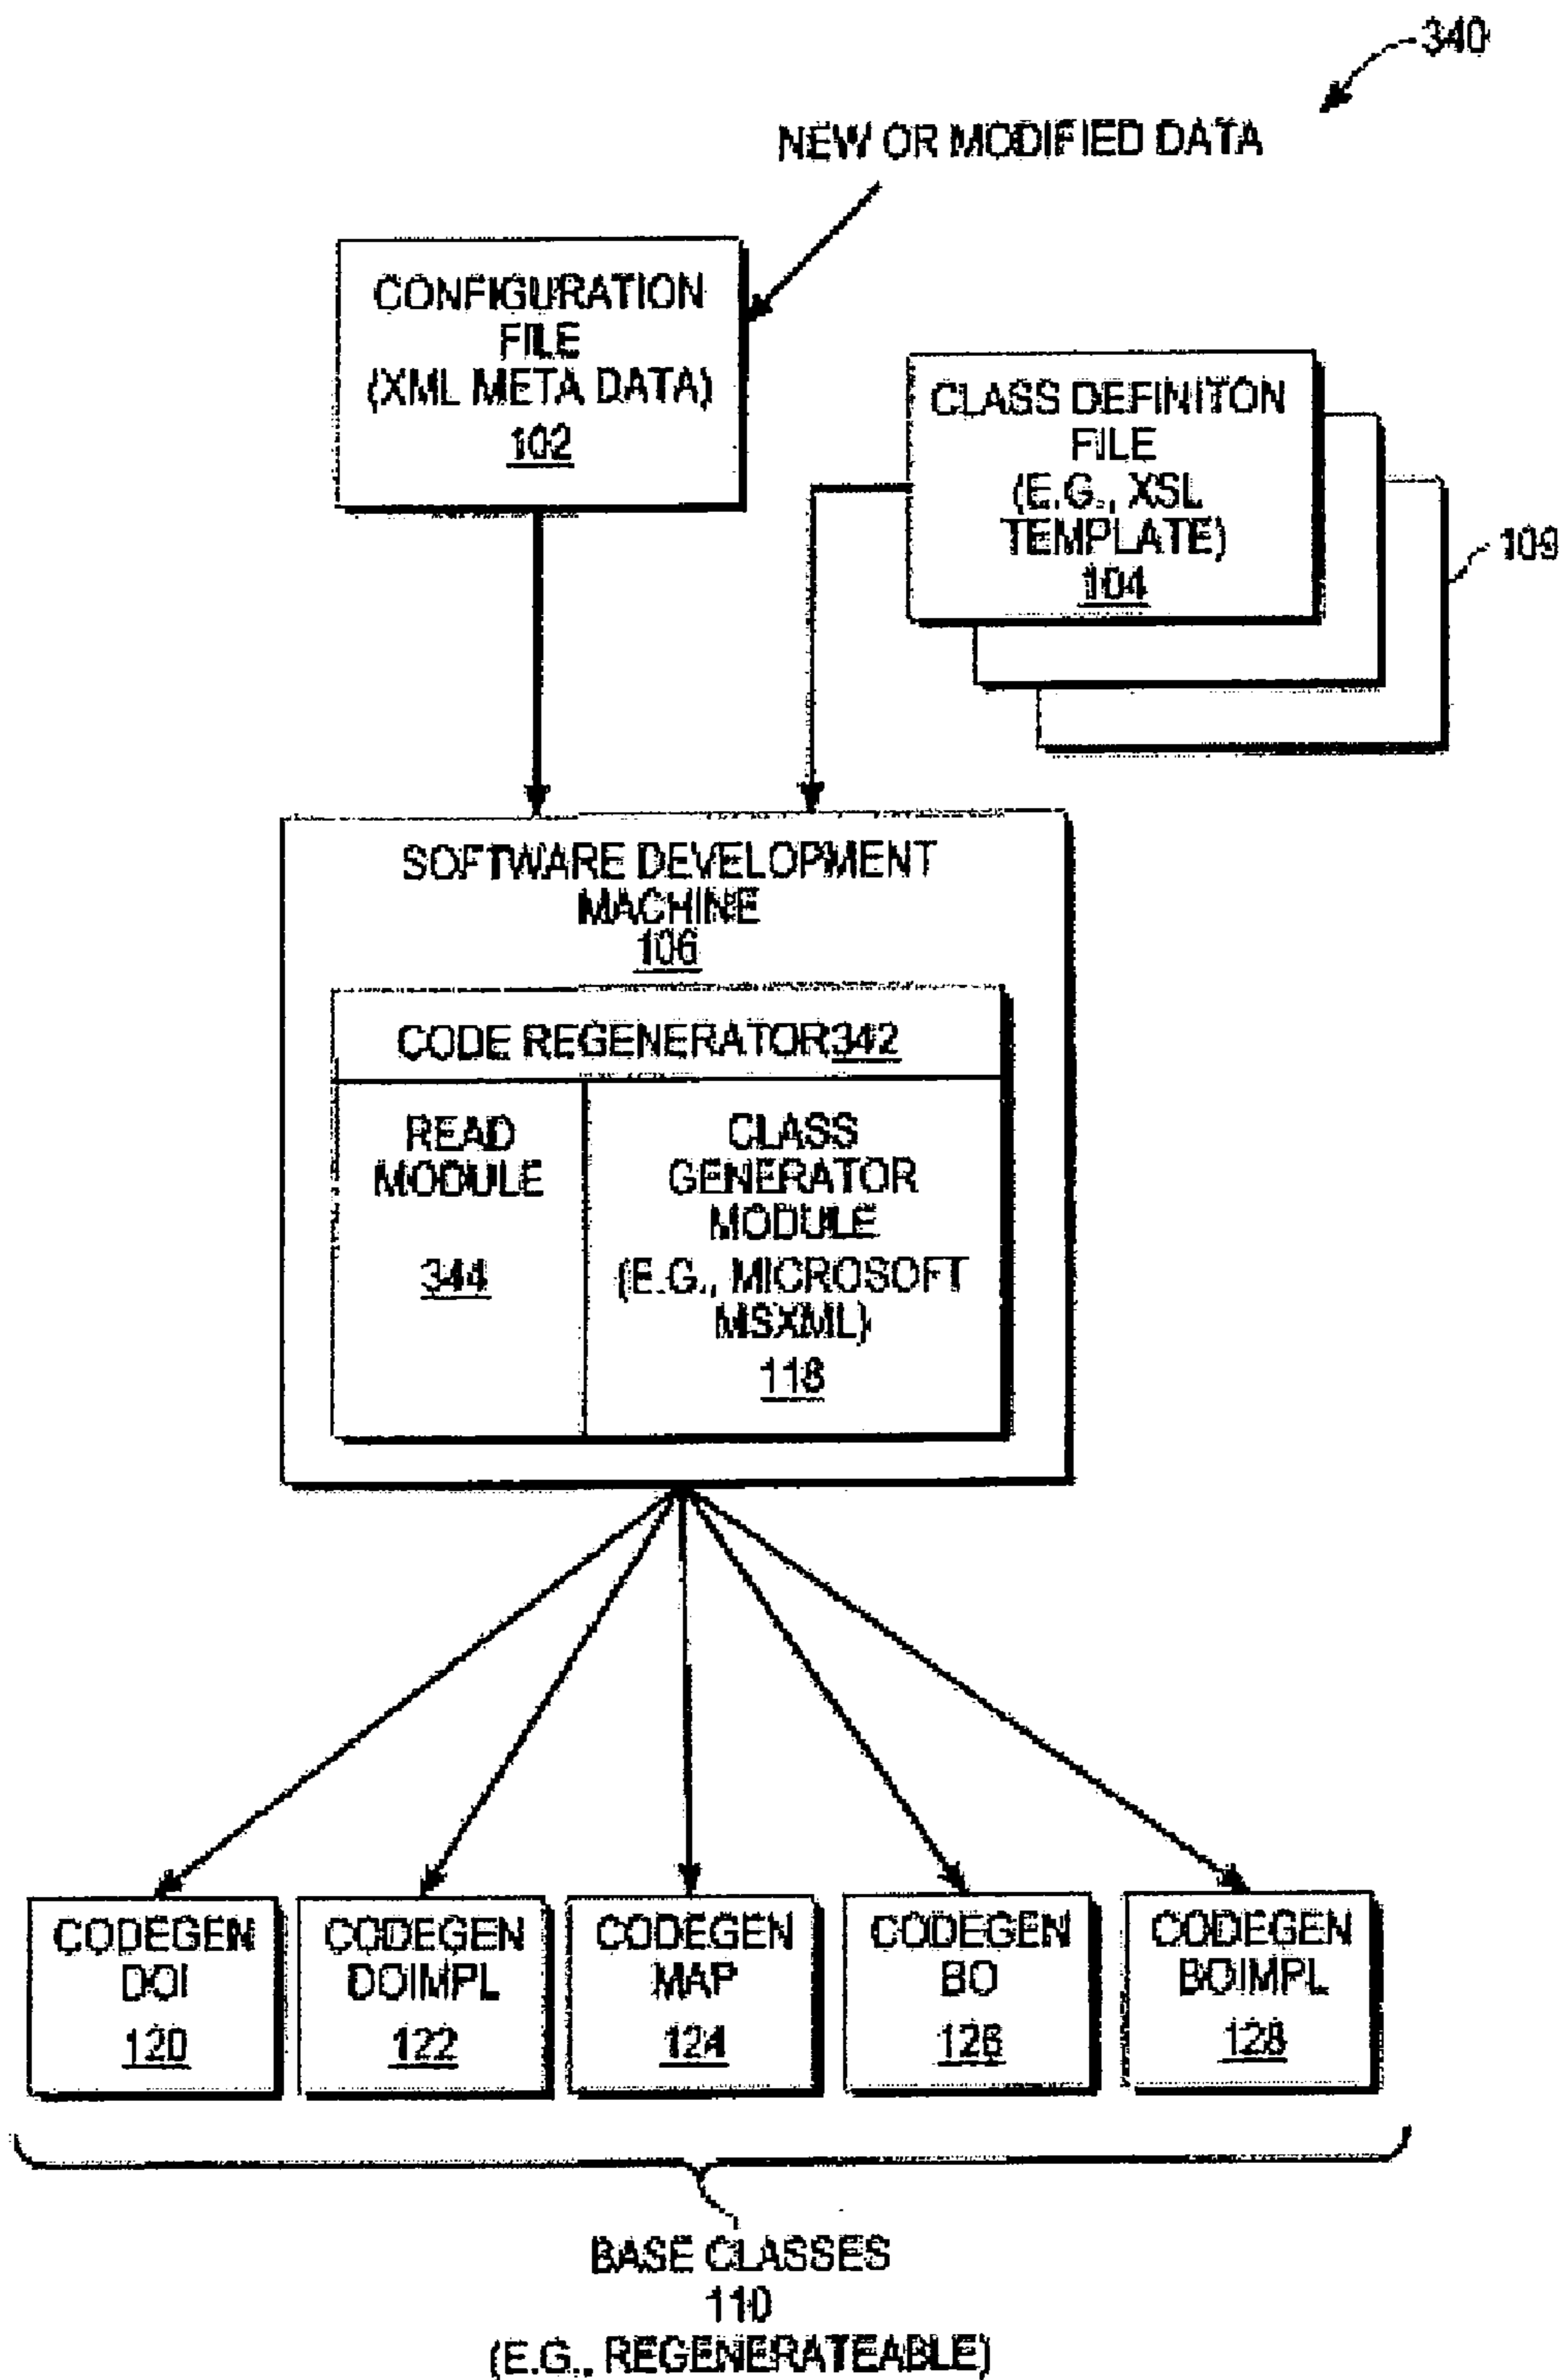 340
NEW OR MODIFIED DATA
CONFIGURATION
FILE
(XML META DATA)
102
CLASS DEFINITON
FILE
(E.G., XSL
TEMPLATE)
104
109
SOFTWARE DEVELOPMENT
MACHINE
106
CODE REGENERATOR 342
READ
MODULE
344
CLASS
GENERATOR
MODULE
(E.G., MICROSOFT
MSXML)
118
CODEGEN
DOI
120
CODEGEN
DOIMPL
122
CODEGEN
MAP
124
CODEGEN
BO
126
CODEGEN
BOIMPL
128
BASE CLASSES
110
(E.G., REGENERATEABLE)